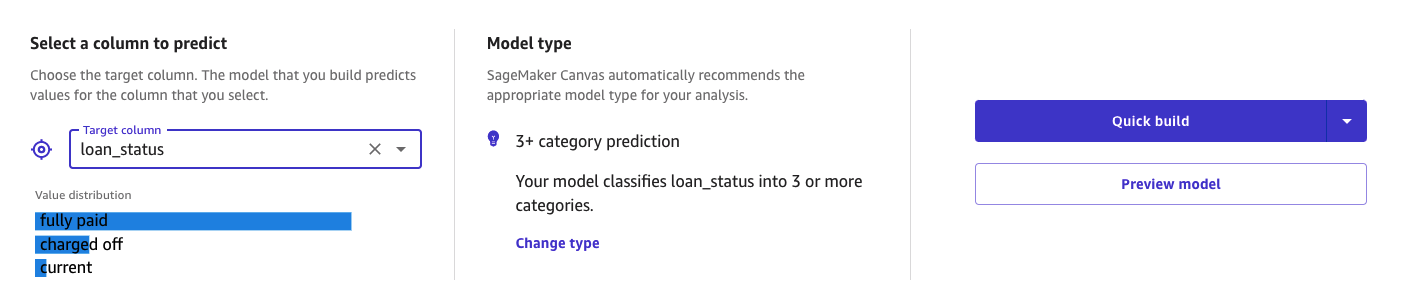 Select a column to predict
Choose the target column. The model that you build predicts
values for the column that you select.
Target column
loan_status
Value distribution
fully paid
charged off
current
Model type
SageMaker Canvas automatically recommends the
appropriate model type for your analysis.
3+ category prediction
Your model classifies loan_status into 3 or more
categories.
Change type
Quick build
Preview model